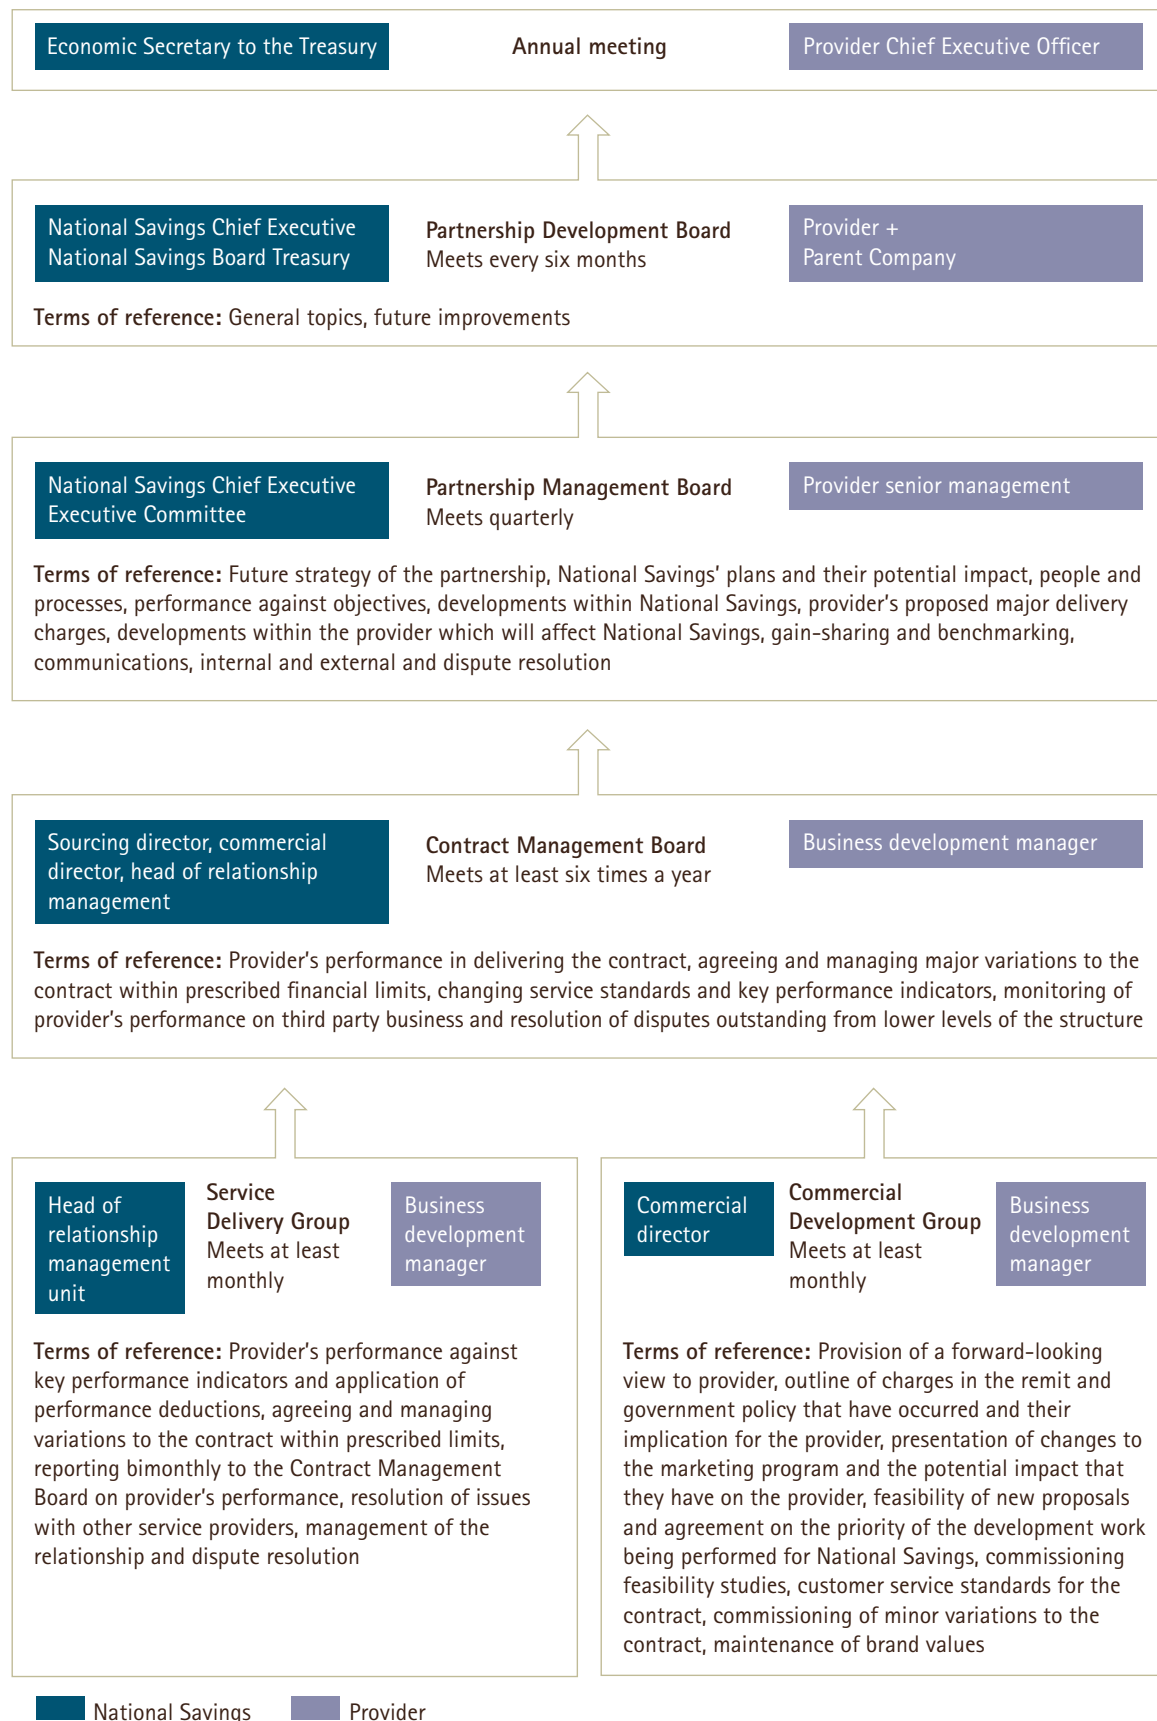 Economic Secretary to the Treasury
Annual meeting
Provider Chief Executive Officer
National Savings Chief Executive
National Savings Board Treasury
Partnership Development Board
Meets every six months
Provider +
Parent Company
Terms of reference: General topics, future improvements
National Savings Chief Executive
Executive Committee
Partnership Management Board
Meets quarterly
Provider senior management
Terms of reference: Future strategy of the partnership, National Savings' plans and their potential impact, people and
processes, performance against objectives, developments within National Savings, provider's proposed major delivery
charges, developments within the provider which will affect National Savings, gain-sharing and benchmarking,
communications, internal and external and dispute resolution
Sourcing director, commercial
director, head of relationship
management
Contract Management Board
Meets at least six times a year
Business development manager
Terms of reference: Provider's performance in delivering the contract, agreeing and managing major variations to the
contract within prescribed financial limits, changing service standards and key performance indicators, monitoring of
provider's performance on third party business and resolution of disputes outstanding from lower levels of the structure
Head of
relationship
management
unit
Service
Delivery Group
Meets at least
monthly
Business
development
manager
Terms of reference: Provider's performance against
key performance indicators and application of
performance deductions, agreeing and managing
variations to the contract within prescribed limits,
reporting bimonthly to the Contract Management
Board on provider's performance, resolution of issues
with other service providers, management of the
relationship and dispute resolution
Commercial
director
Commercial
Development Group
Meets at least
monthly
Business
development
manager
Terms of reference: Provision of a forward-looking
view to provider, outline of charges in the remit and
government policy that have occurred and their
implication for the provider, presentation of changes to
the marketing program and the potential impact that
they have on the provider, feasibility of new proposals
and agreement on the priority of the development work
being performed for National Savings, commissioning
feasibility studies, customer service standards for the
contract, commissioning of minor variations to the
contract, maintenance of brand values
National Savings
Provider